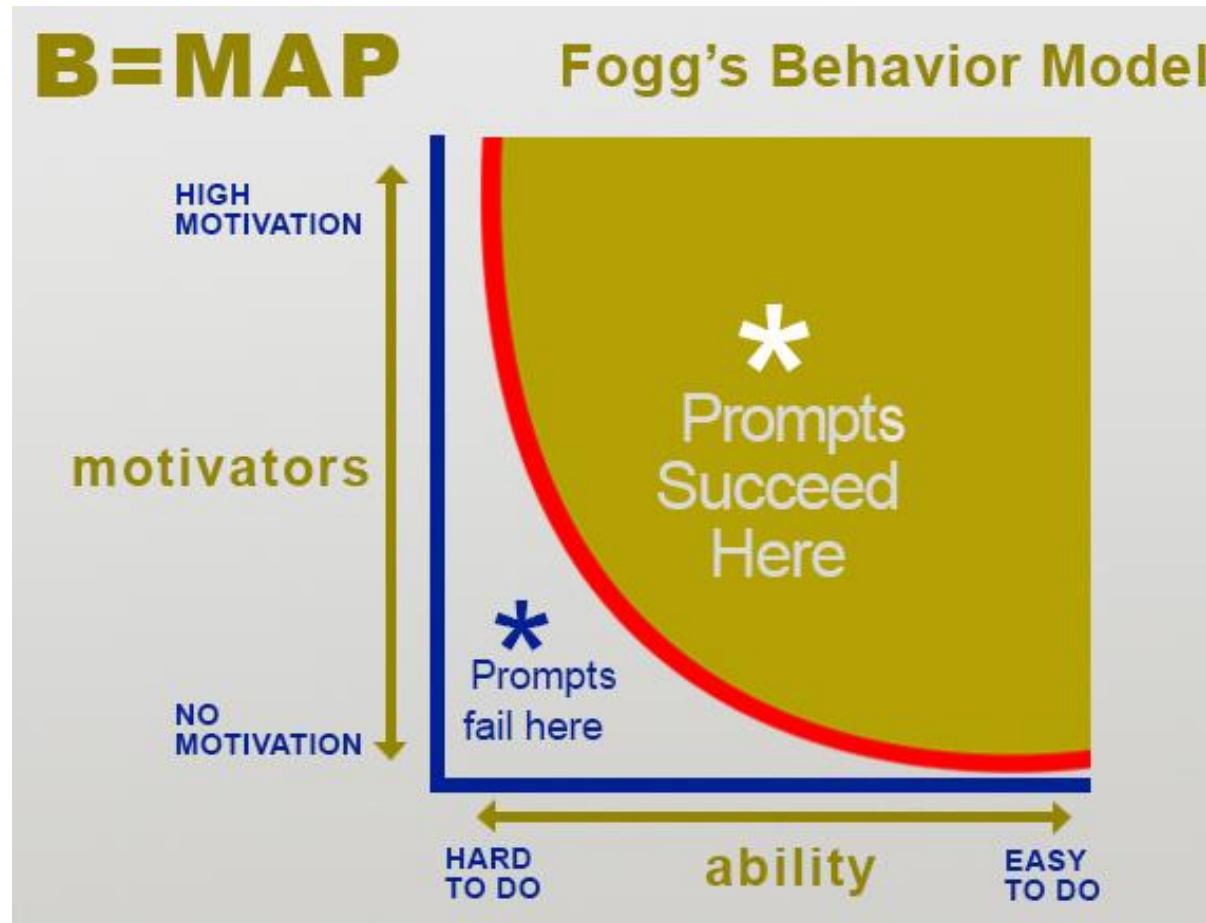 B=MAP
Fogg's Behavior Model
HIGH
MOTIVATION
motivators
NO
MOTIVATION
*
Prompts
Succeed
Here
*
Prompts
fail here
HARD
TO DO
ability
EASY
TO DO